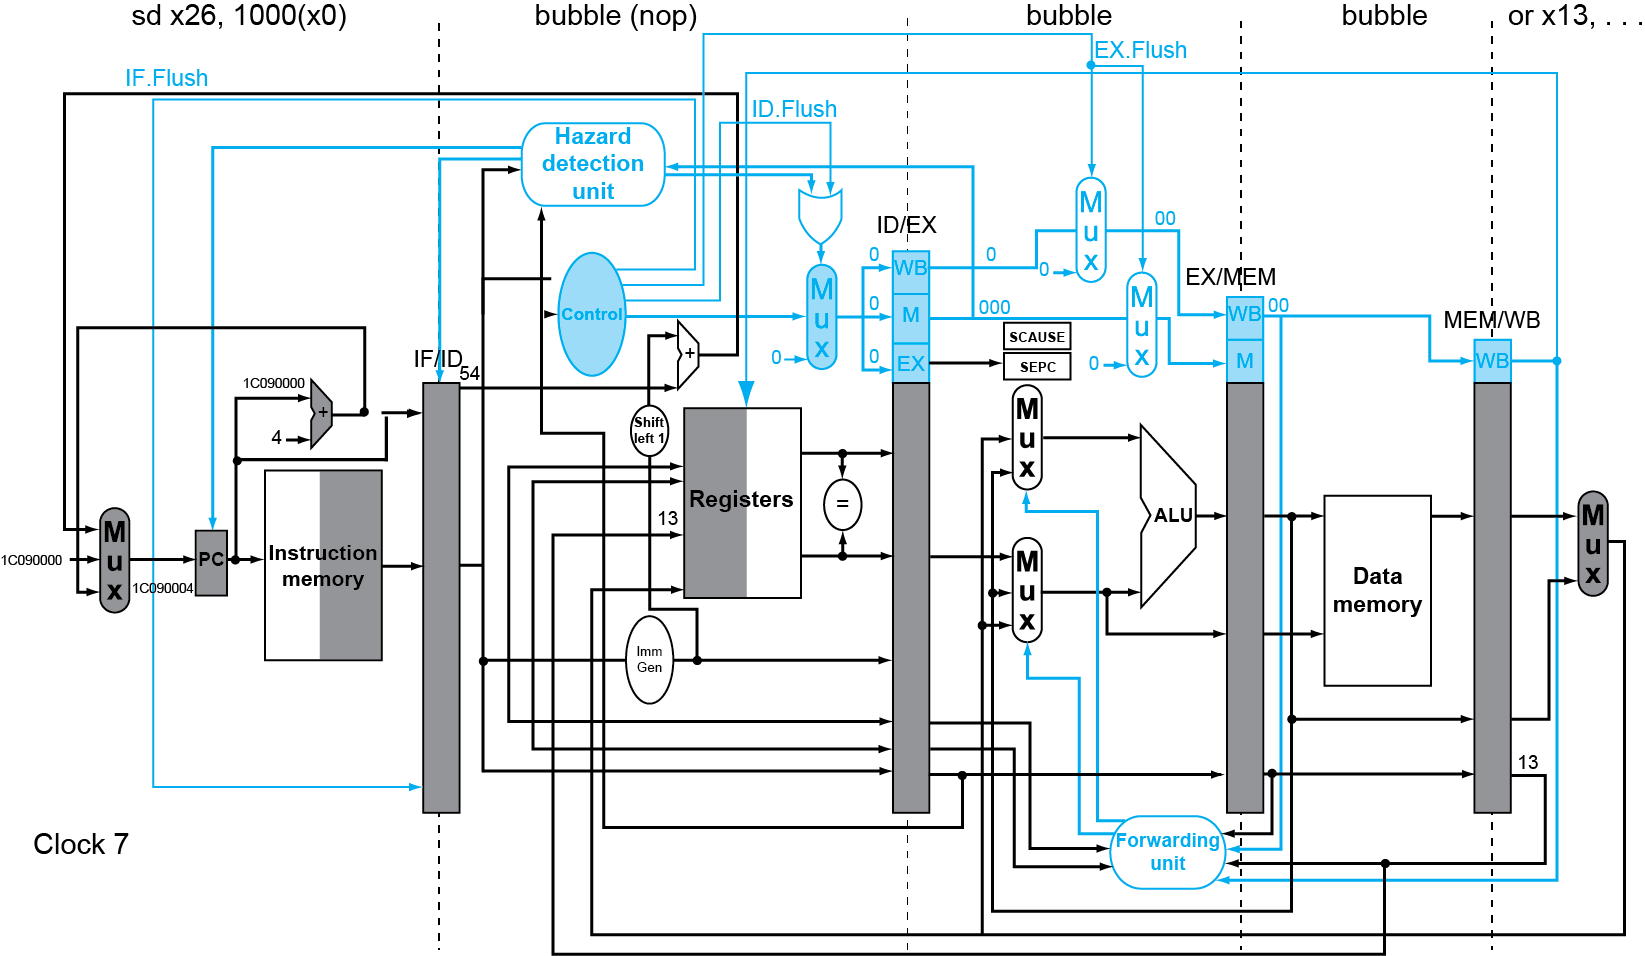 sd x26, 1000(x0)
bubble (nop)
bubble
bubble
or x13, . . .
EX.Flush
IF.Flush
ID.Flush
Hazard
detection
unit
M
u
x
00
ID/EX
0
WB
0
0
EX/MEM
Control
M
u
x
0
M
000
M
u
x
WB
00
MEM/WB
SCAUSE
+
IF/ID
54
0
0
EX
SEPC
0
M
WB
1C090000
+
4
Shift
left 1
M
u
x
Registers
13
=
ALU
M
u
x
M
u
x
1C090000
PC
1C090004
Instruction
memory
M
u
x
Data
memory
M
u
x
Imm
Gen
13
Clock 7
Forwarding
unit